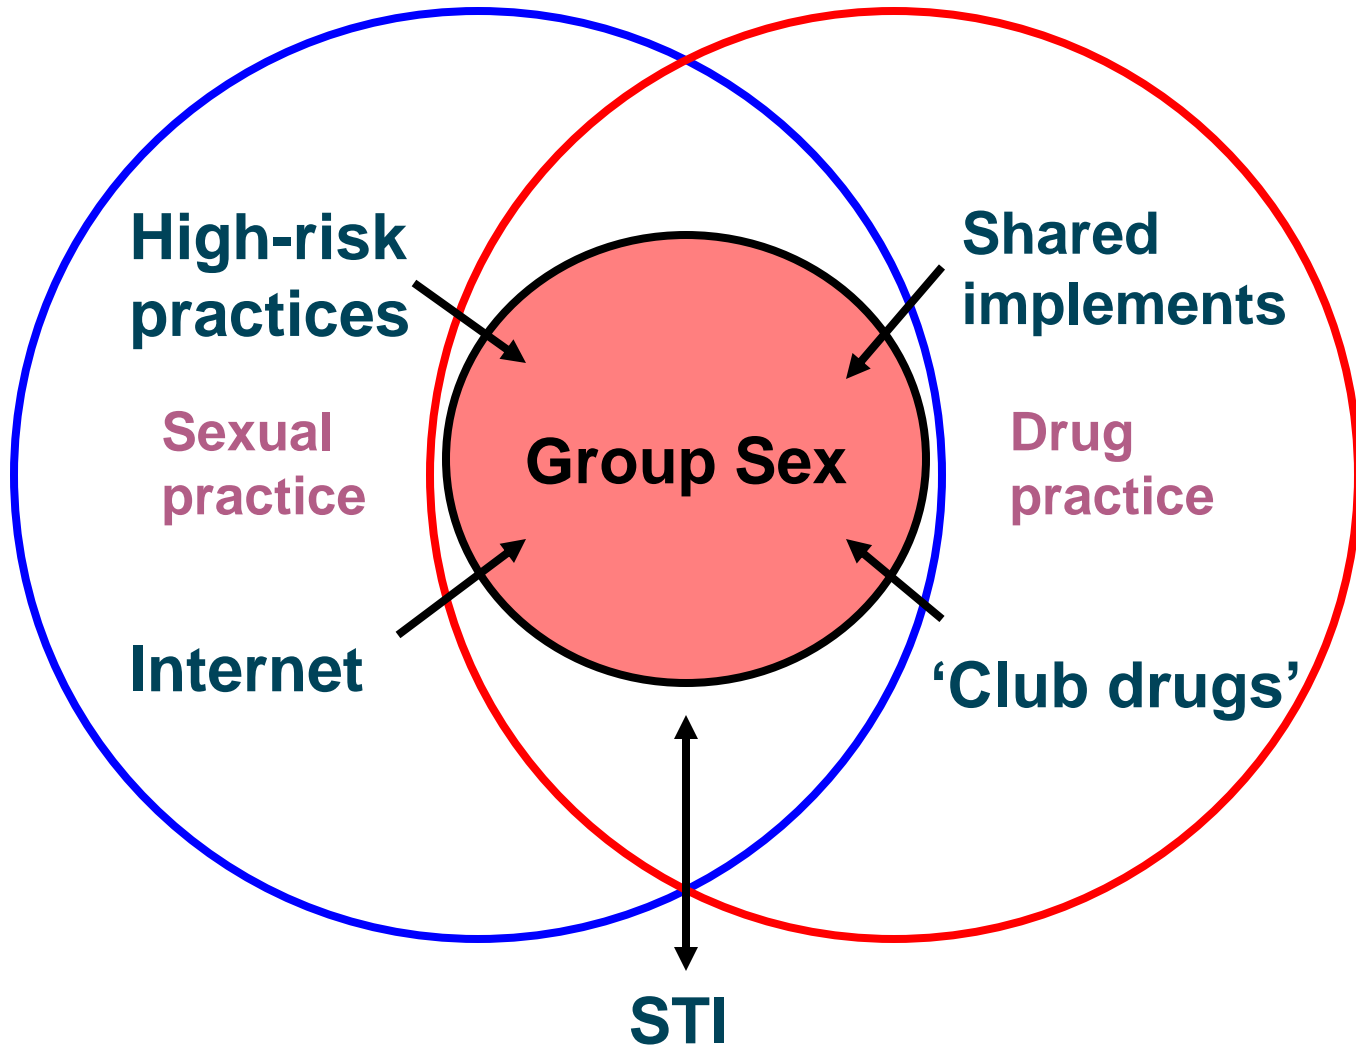 High-risk
practices
Shared
implements
Sexual
practice
Group Sex
Drug
practice
Internet
‘Club drugs’
STI